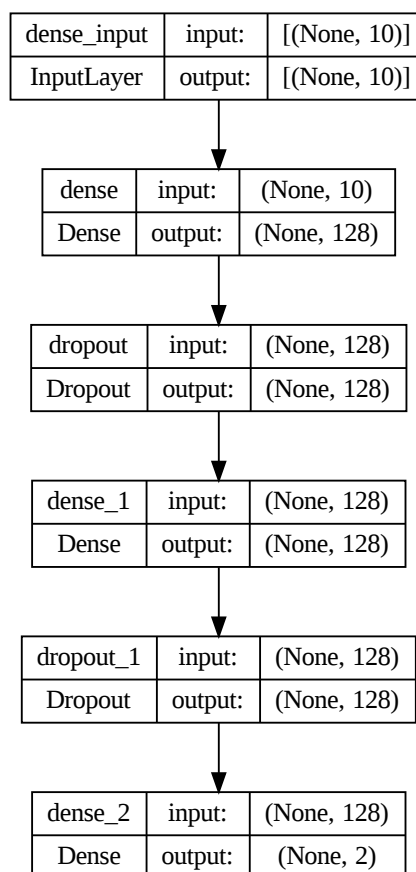 dense_input input: [(None, 10)]
InputLayer output: [(None, 10)]
dense input: (None, 10)
Dense output: (None, 128)
dropout input: (None, 128)
Dropout output: (None, 128)
dense_1 input: (None, 128)
Dense output: (None, 128)
dropout_1 input: (None, 128)
Dropout output: (None, 128)
dense_2 input: (None, 128)
Dense output: (None, 2)